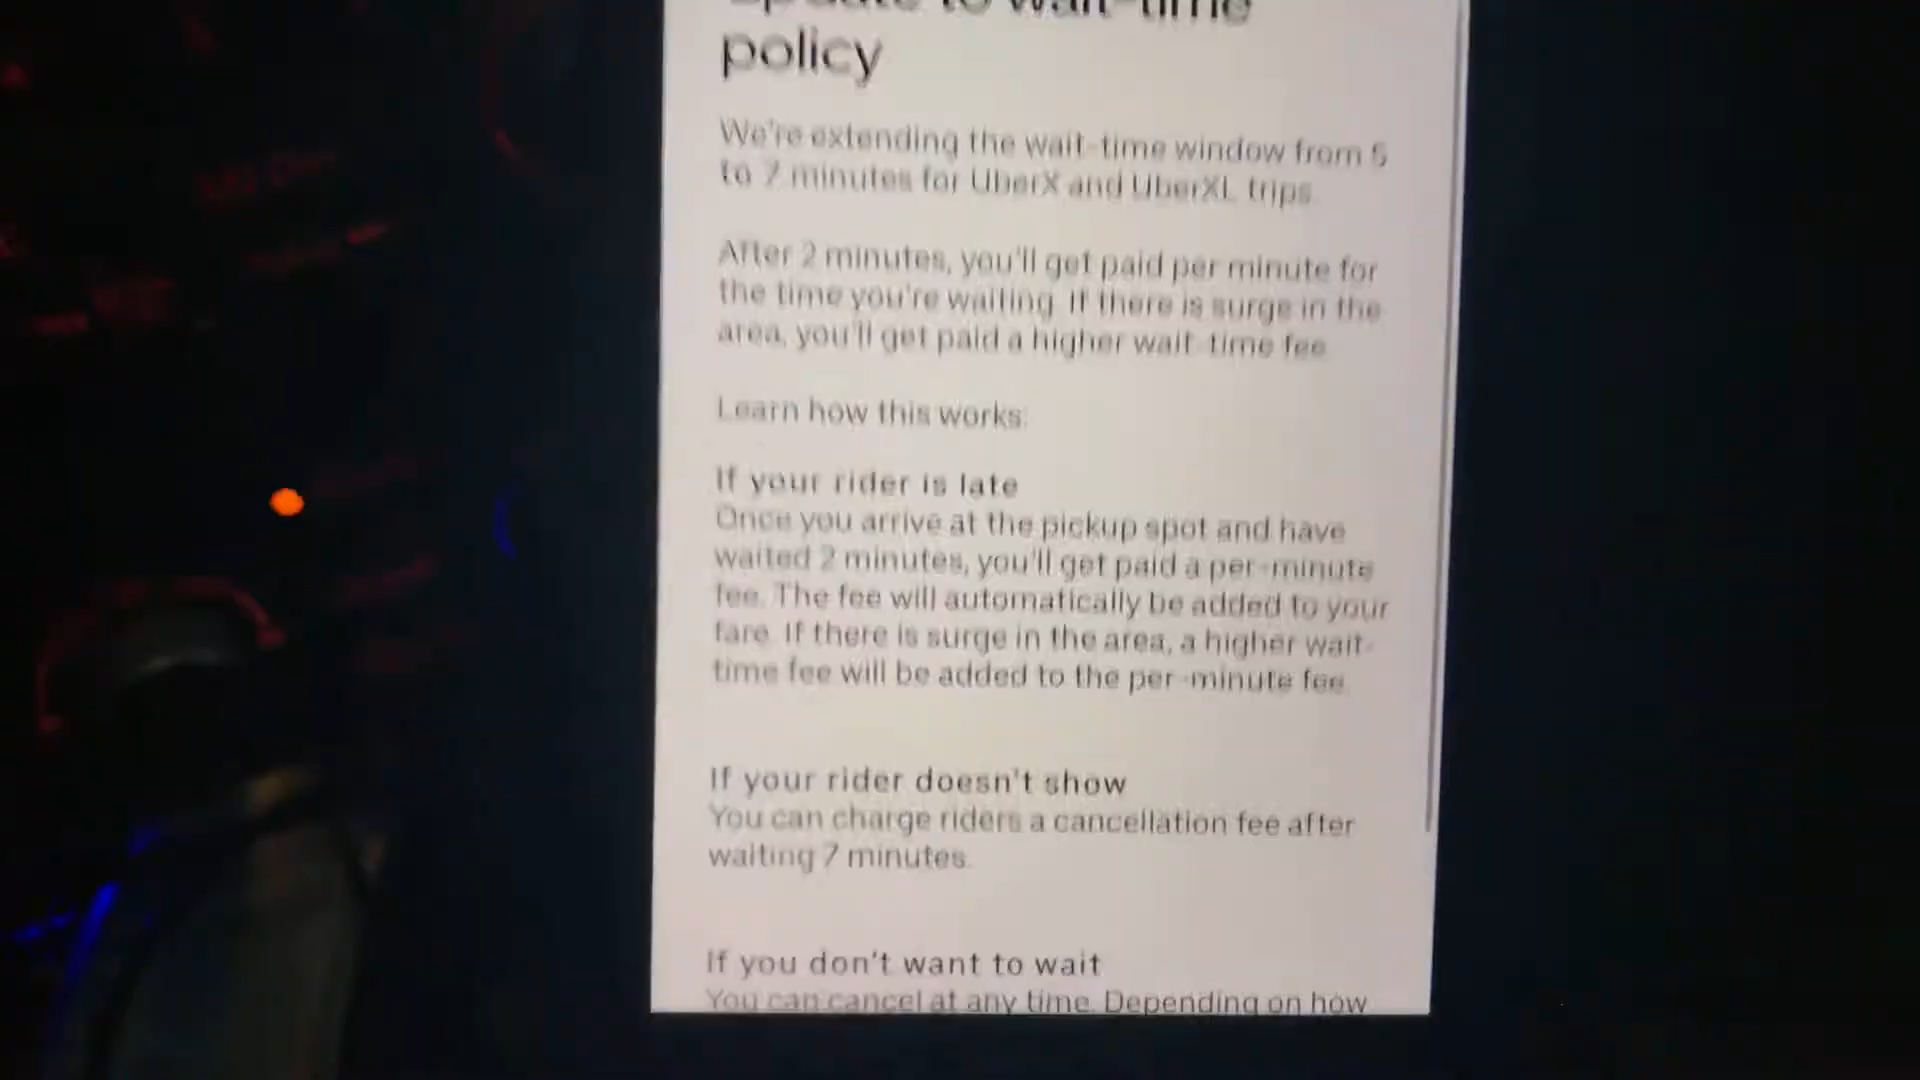 Update to wait-time
policy
We're extending the wait-time window from 5
to 7 minutes for UberX and UberXL trips.
After 2 minutes, you'll get paid per minute for
the time you're waiting. If there is surge in the
area, you'll get paid a higher wait-time fee.
Learn how this works:
If your rider is late
Once you arrive at the pickup spot and have
waited 2 minutes, you'll get paid a per-minute
fee. The fee will automatically be added to your
fare. If there is surge in the area, a higher wait-
time fee will be added to the per-minute fee.
If your rider doesn't show
You can charge riders a cancellation fee after
waiting 7 minutes.
If you don't want to wait
You can cancel at any time. Depending on how